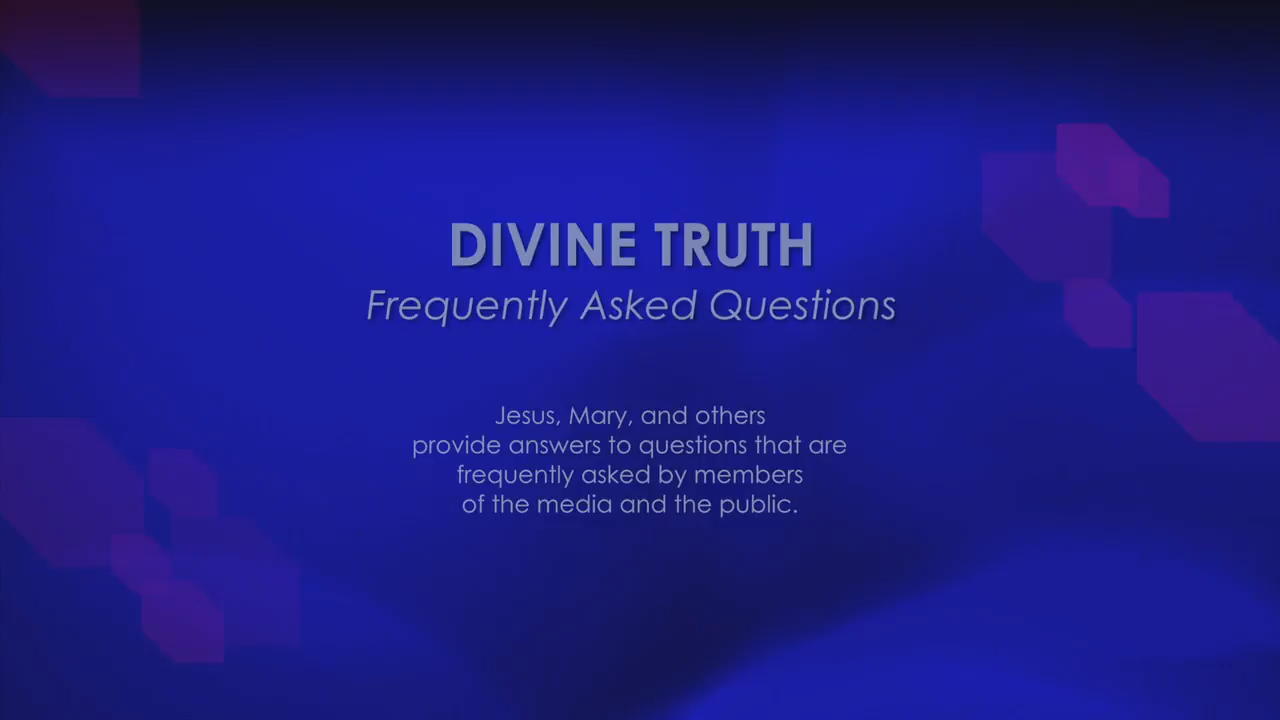 DIVINE TRUTH
Frequently Asked Questions
Jesus, Mary, and others
provide answers to questions that are
frequently asked by members
of the media and the public.